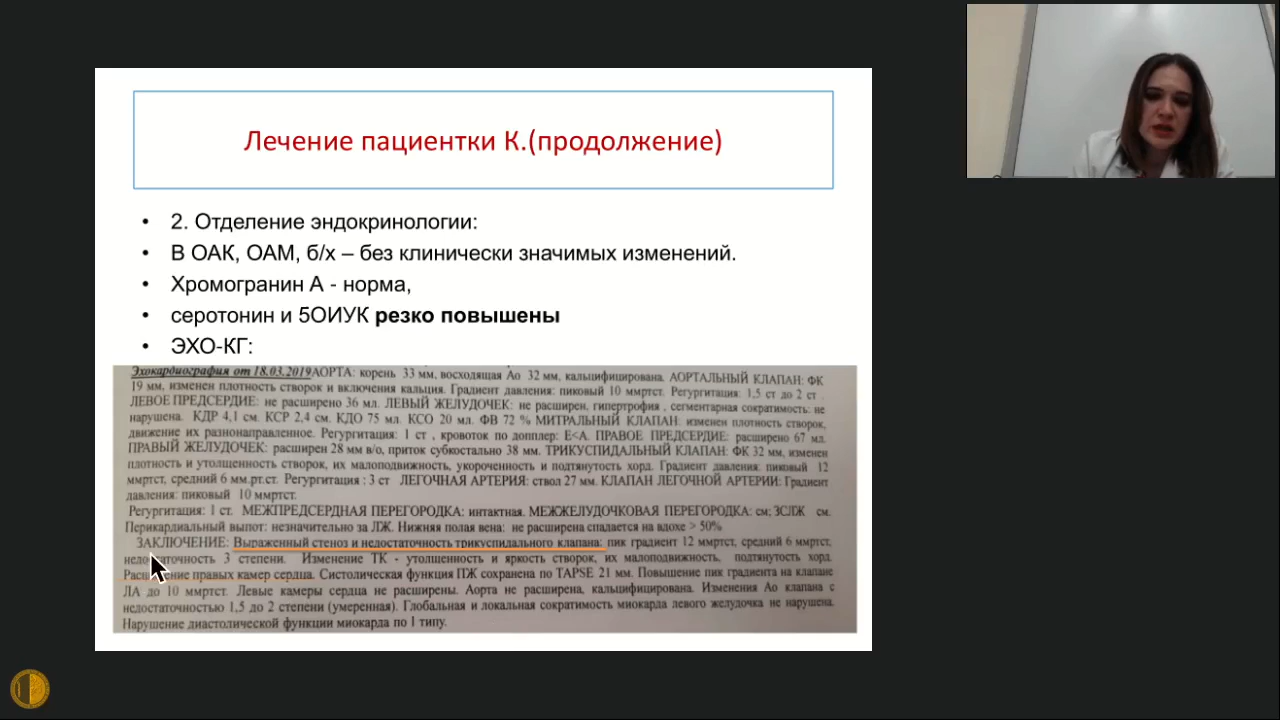 Лечение пациентки К.(продолжение)
• 2. Отделение эндокринологии:
• В ОАК, ОАМ, б/х – без клинически значимых изменений.
• Хромогранин А - норма,
• серотонин и 5ОИУК резко повышены
• ЭХО-КГ:
Эхокардиография от 18.03.2019 АОРТА: корень 33 мм, восходящая Ао 32 мм, кальцифицирована. АОРТАЛЬНЫЙ КЛАПАН: ФК
19 мм, изменен плотность створок и включения кальция. Градиент давления: пиковый 10 ммртст. Регургитация: 1,5 ст до 2 ст .
ЛЕВОЕ ПРЕДСЕРДИЕ: не расширено 36 мл. ЛЕВЫЙ ЖЕЛУДОЧЕК: не расширен, гипертрофия , сегментарная сократимость: не
нарушена. КДР 4,1 см. КСР 2,4 см. КДО 75 мл. КСО 20 мл. ФВ 72 % МИТРАЛЬНЫЙ КЛАПАН: изменен плотность створок,
движение их разнонаправленное. Регургитация: 1 ст , кровоток по допплер: Е<А. ПРАВОЕ ПРЕДСЕРДИЕ: расширено 67 мл.
ПРАВЫЙ ЖЕЛУДОЧЕК: расширен 28 мм в/о, приток субкостально 38 мм. ТРИКУСПИДАЛЬНЫЙ КЛАПАН: ФК 32 мм, изменен
плотность и утолщенность створок, их малоподвижность, укороченность и подтянутость хорд. Градиент давления: пиковый 12
ммртст, средний 6 мм.рт.ст. Регургитация : 3 ст ЛЕГОЧНАЯ АРТЕРИЯ: ствол 27 мм. КЛАПАН ЛЕГОЧНОЙ АРТЕРИИ: Градиент
давления: пиковый 10 ммртст.
Регургитация: 1 ст. МЕЖПРЕДСЕРДНАЯ ПЕРЕГОРОДКА: интактная. МЕЖЖЕЛУДОЧКОВАЯ ПЕРЕГОРОДКА: см; ЗСЛЖ см.
Перикардиальный выпот: незначительно за ЛЖ. Нижняя полая вена: не расширена спадается на вдохе > 50%
ЗАКЛЮЧЕНИЕ: Выраженный стеноз и недостаточность трикуспидального клапана: пик градиент 12 ммртст, средний 6 ммртст,
недостаточность 3 степени. Изменение ТК - утолщенность и яркость створок, их малоподвижность, подтянутость хорд.
Расширение правых камер сердца. Систолическая функция ПЖ сохранена по TAPSE 21 мм. Повышение пик градиента на клапане
ЛА до 10 ммртст. Левые камеры сердца не расширены. Аорта не расширена, кальцифицирована. Изменения Ао клапана с
недостаточностью 1,5 до 2 степени (умеренная). Глобальная и локальная сократимость миокарда левого желудочка не нарушена.
Нарушение диастолической функции миокарда по I типу.